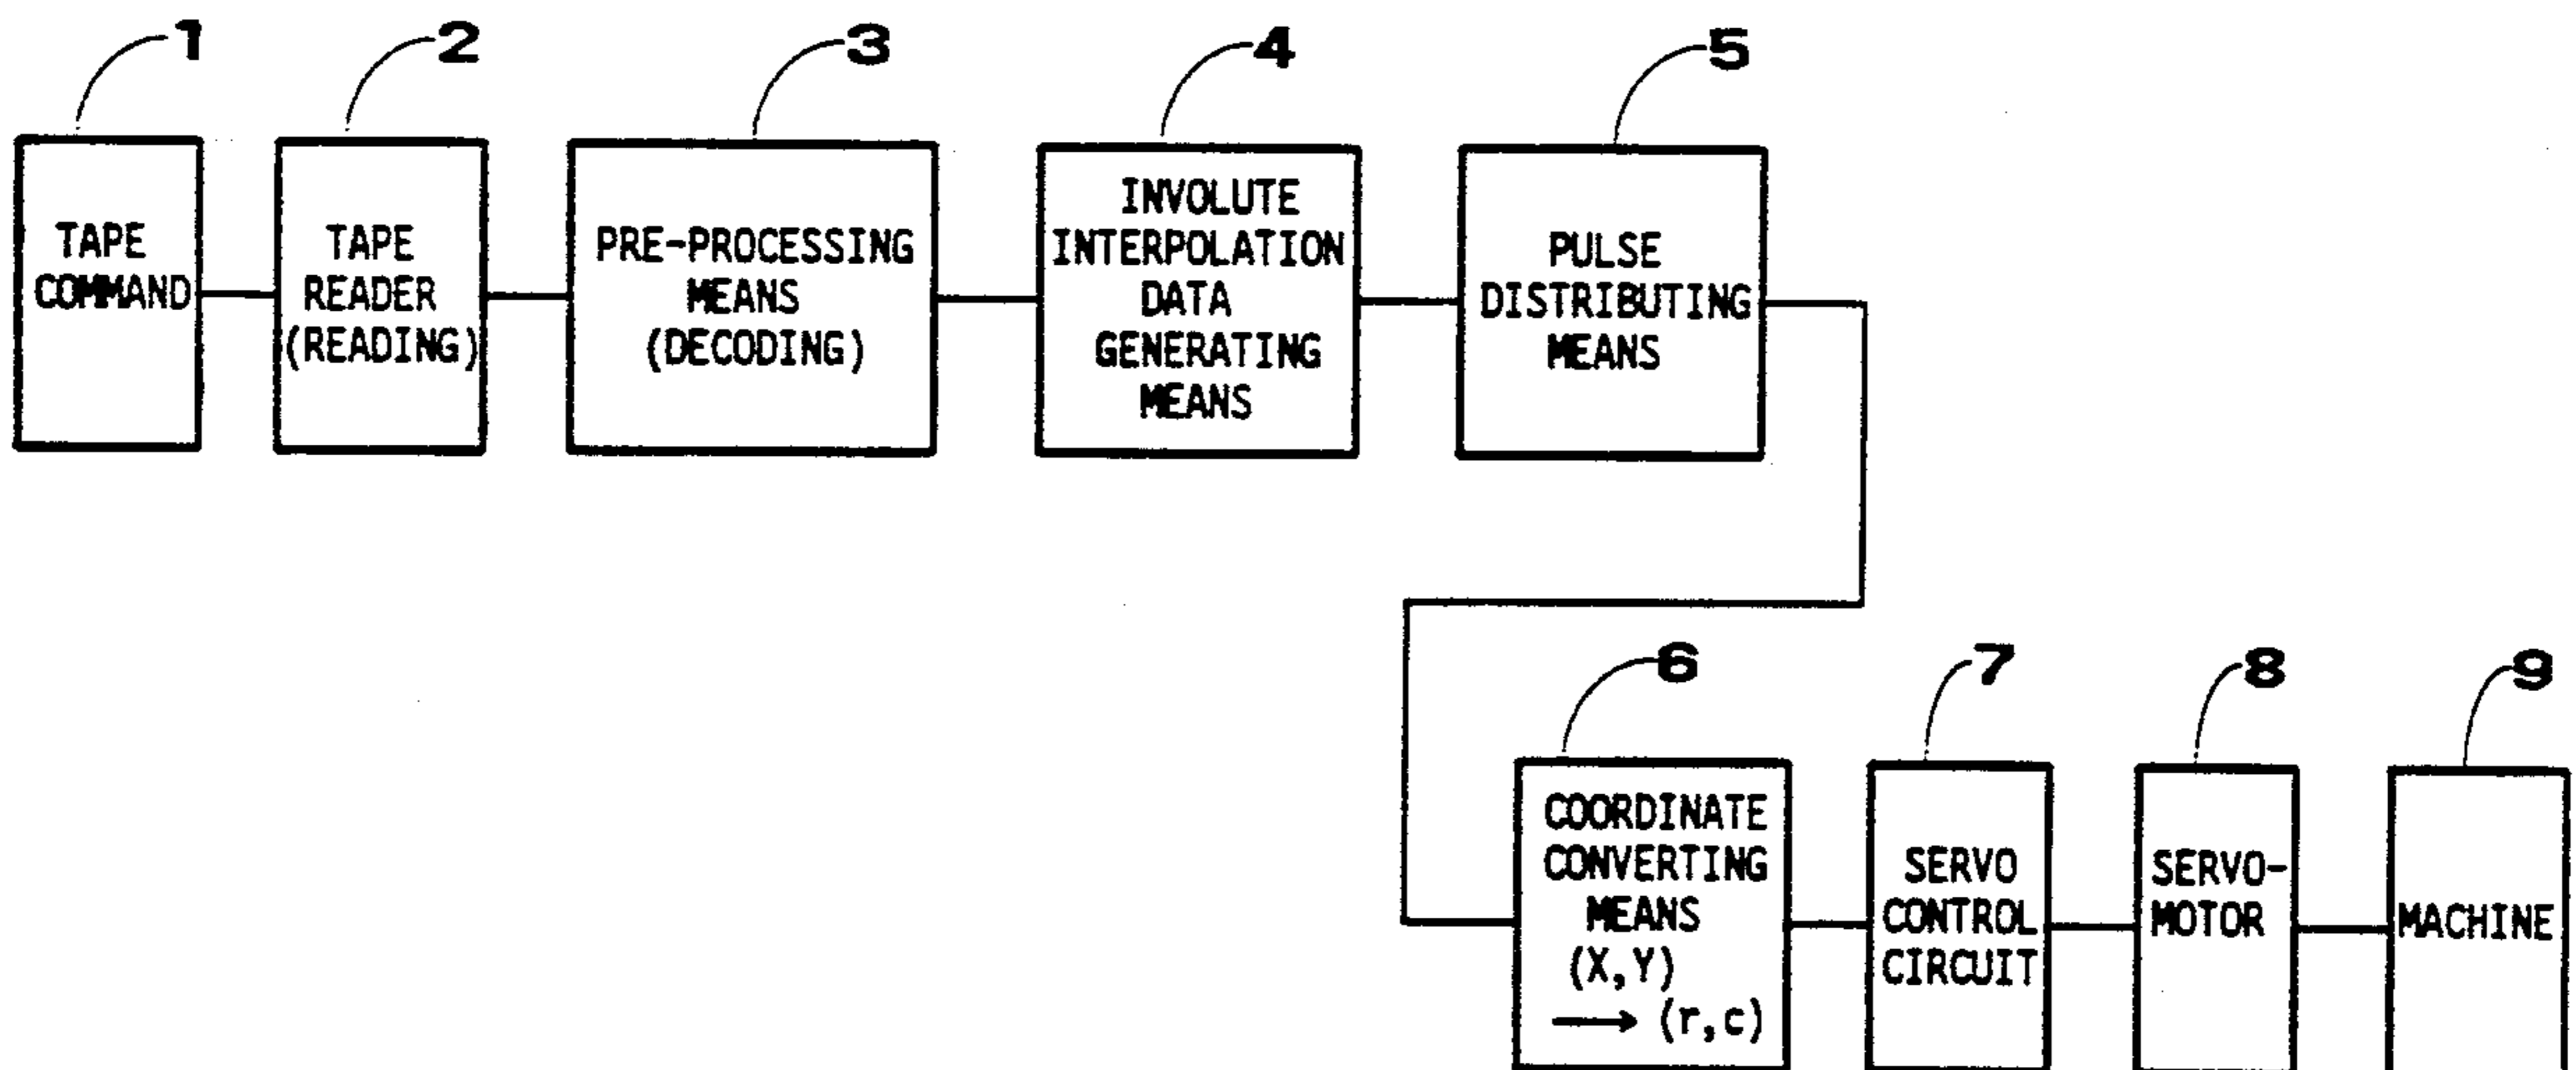 1
2
3
4
5
TAPE
COMMAND
TAPE
READER
(READING)
PRE-PROCESSING
MEANS
(DECODING)
INVOLUTE
INTERPOLATION
DATA
GENERATING
MEANS
PULSE
DISTRIBUTING
MEANS
6
7
8
9
COORDINATE
CONVERTING
MEANS
(X,Y)
→ (r,c)
SERVO
CONTROL
CIRCUIT
SERVO-
MOTOR
MACHINE